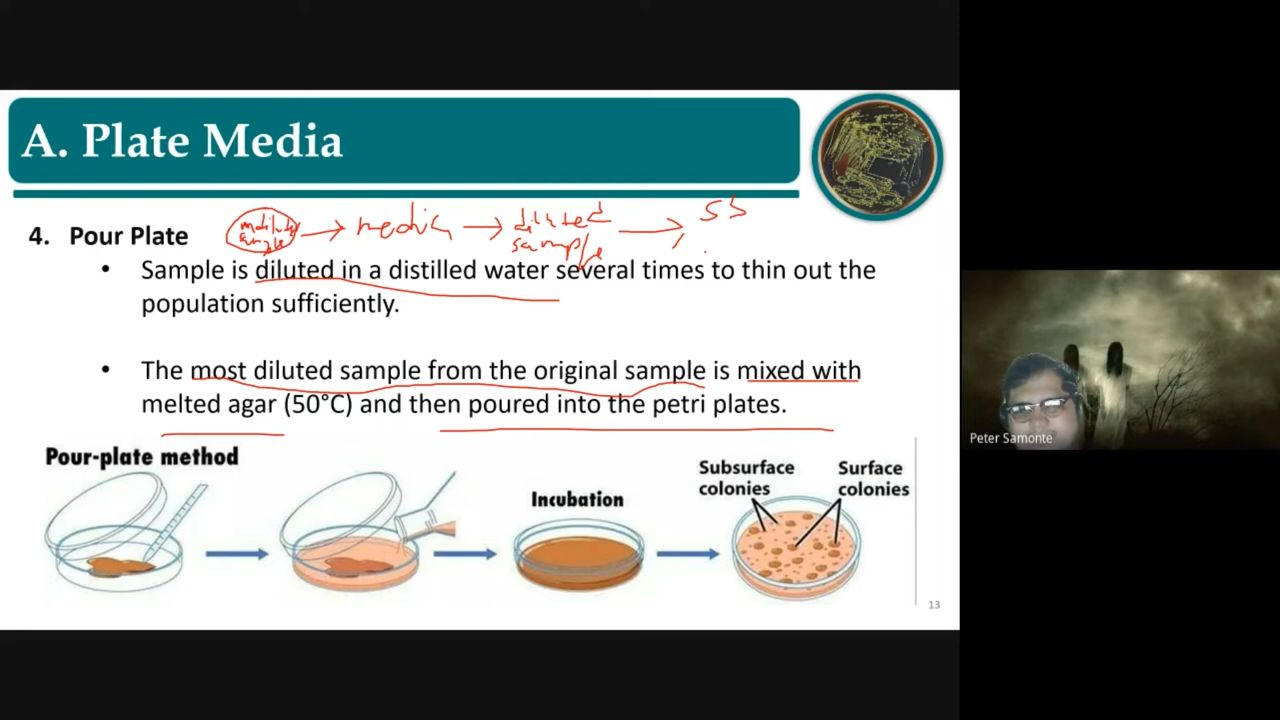 A. Plate Media
media → diluted sample →
4. Pour Plate
• Sample is diluted in a distilled water several times to thin out the
population sufficiently.
• The most diluted sample from the original sample is mixed with
melted agar (50°C) and then poured into the petri plates.
Pour-plate method
Incubation
Subsurface
colonies
Surface
colonies
13
Peter Samonte